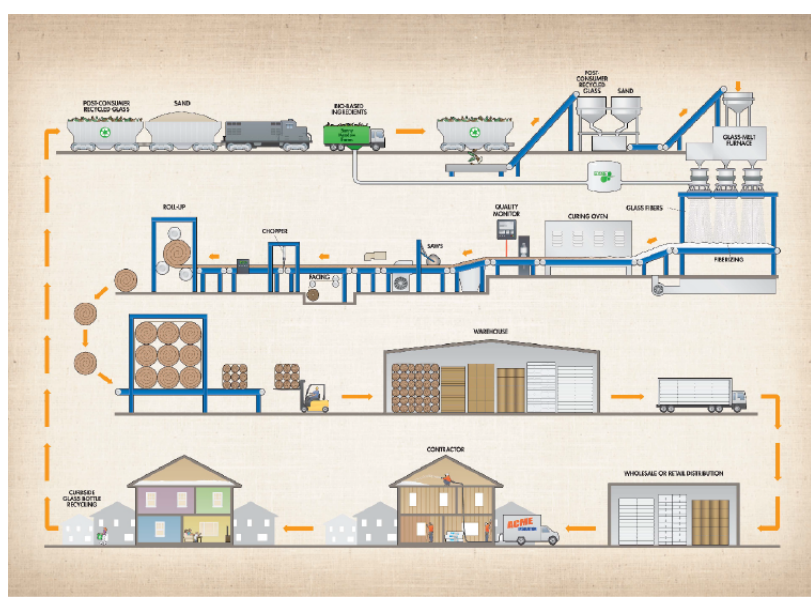 POST-CONSUMER
RECYCLED GLASS
SAND
BIO-BASED
INGREDIENTS
POST-
CONSUMER
RECYCLED
GLASS
SAND
GLASS-MELT
FURNACE
ROLL-UP
CHOPPER
FACING
SAWS
QUALITY
MONITOR
CURING OVEN
GLASS FIBERS
FIBERIZING
WAREHOUSE
CURBSIDE
GLASS BOTTLE
RECYCLING
CONTRACTOR
ACME
WHOLESALE OR RETAIL DISTRIBUTION